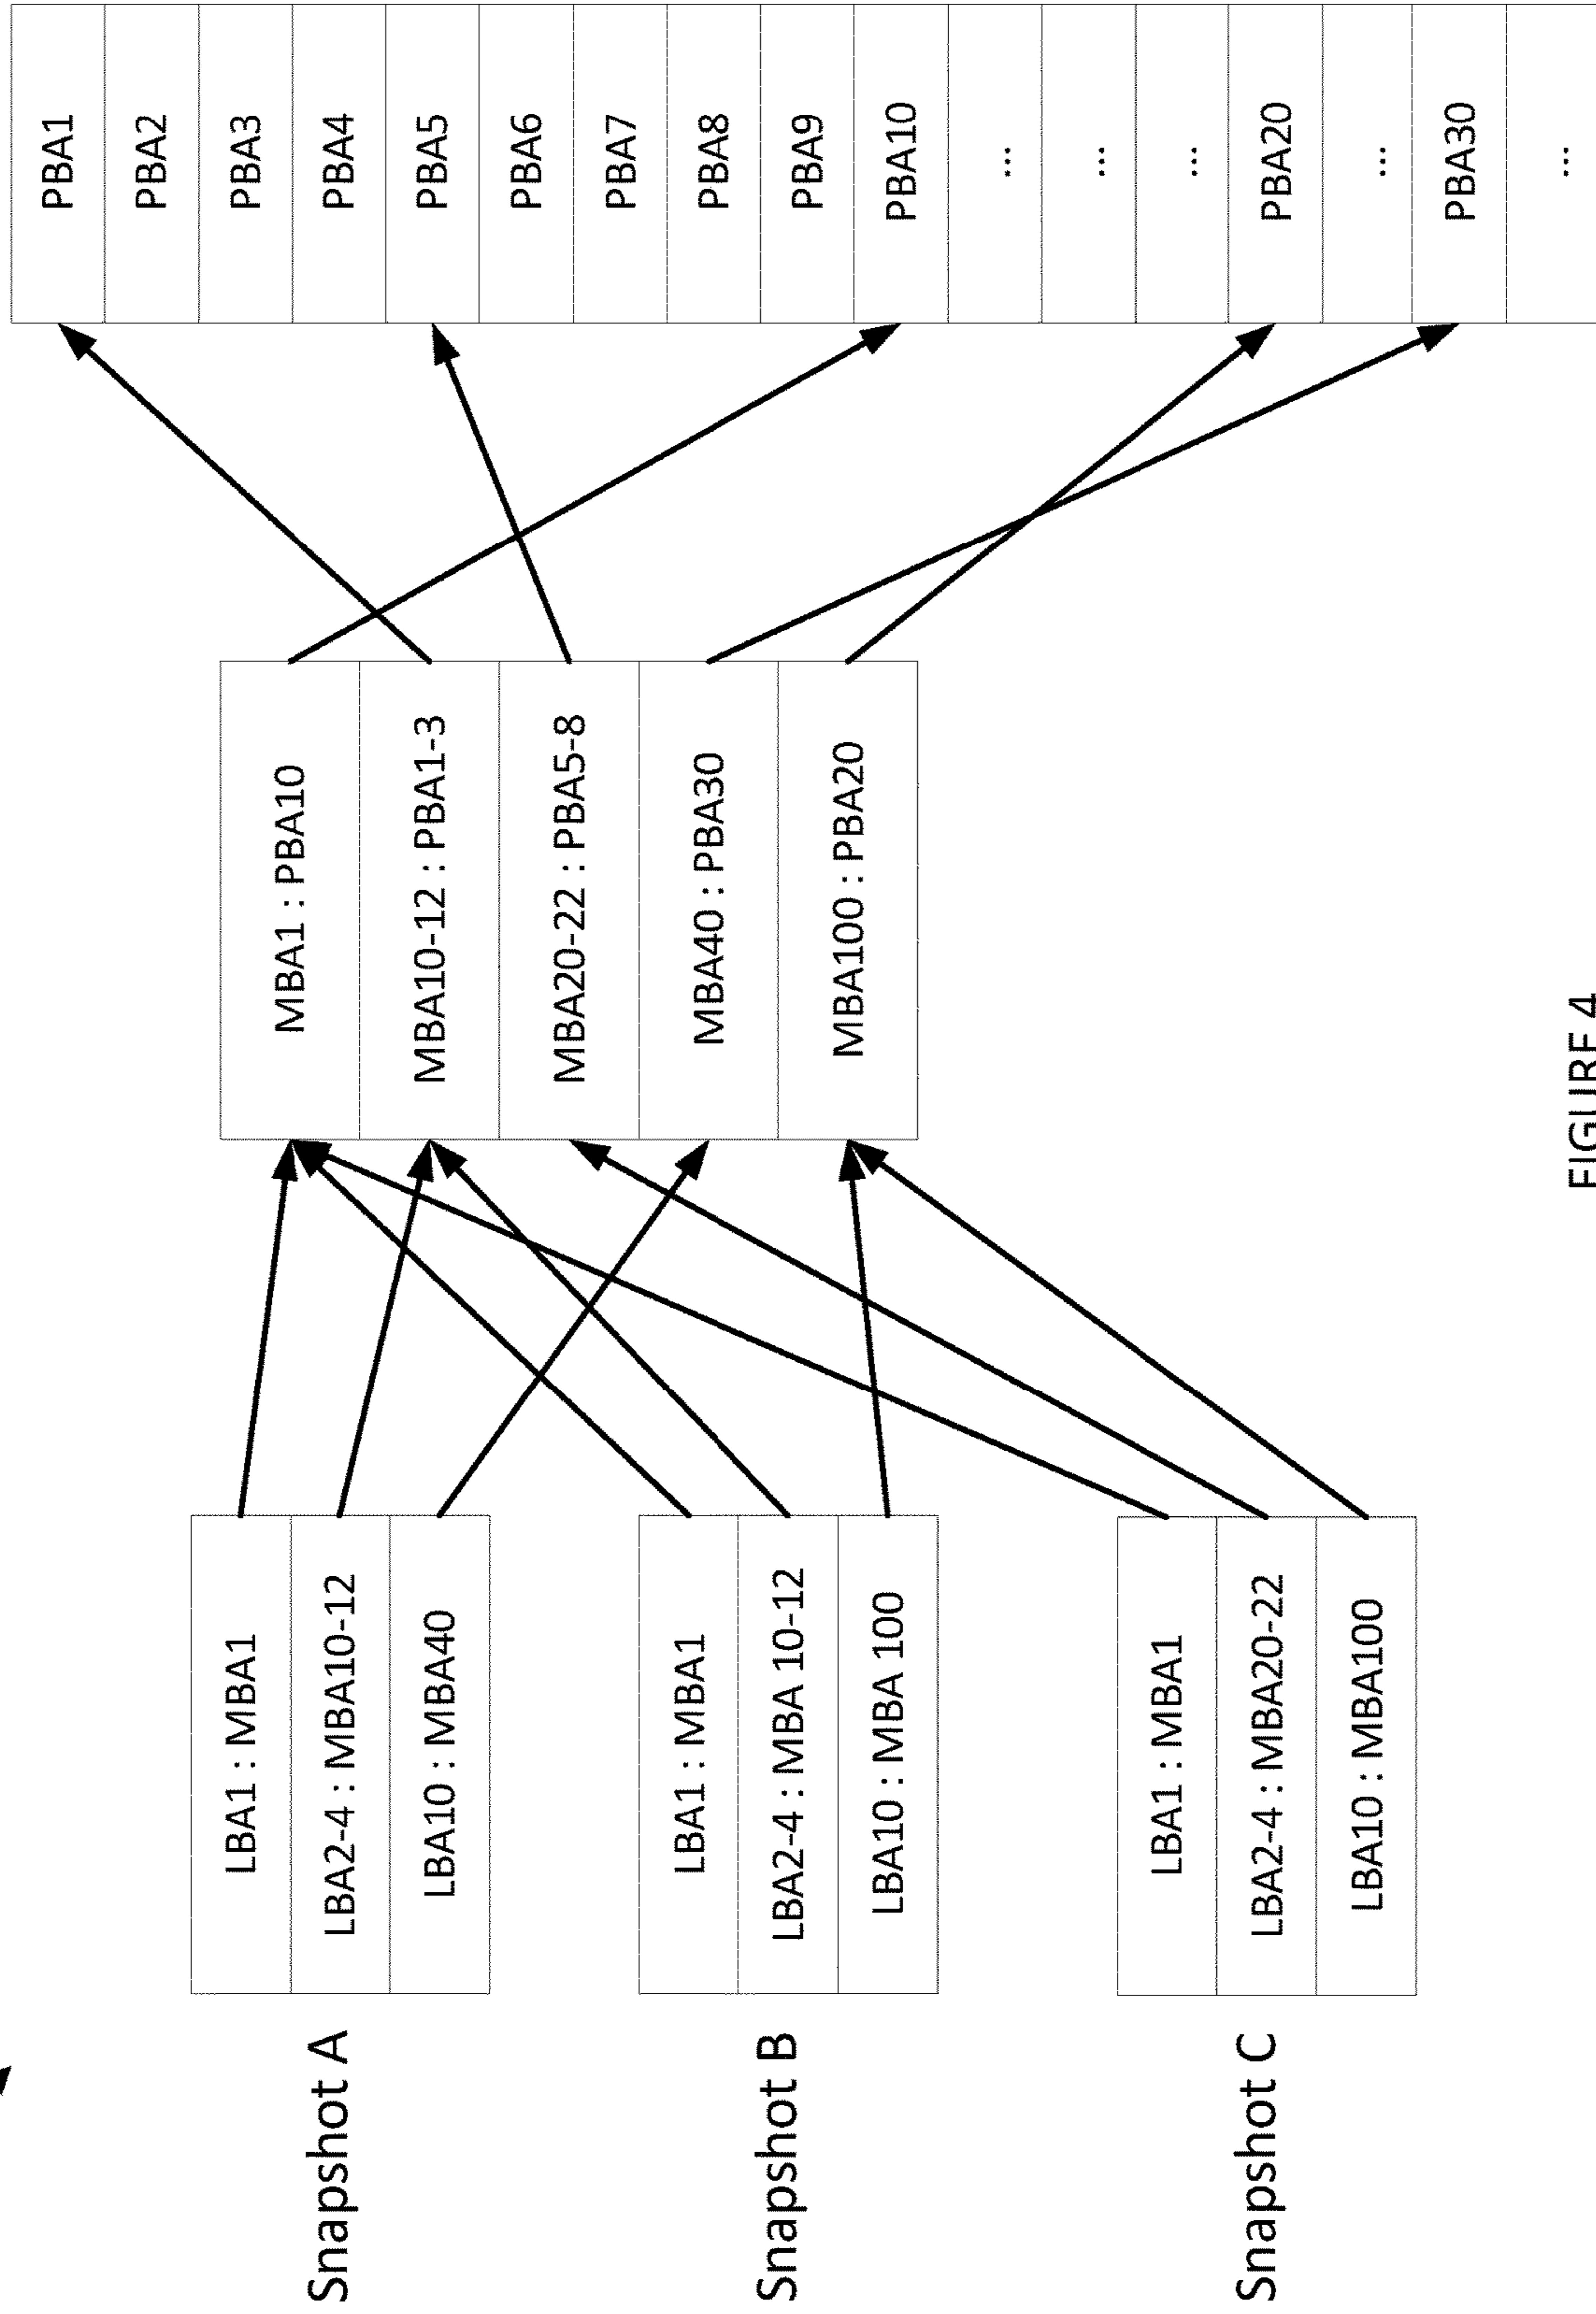 Snapshot A
LBA1 : MBA1
LBA2-4 : MBA10-12
LBA10 : MBA40
Snapshot B
LBA1 : MBA1
LBA2-4 : MBA 10-12
LBA10 : MBA 100
Snapshot C
LBA1 : MBA1
LBA2-4 : MBA20-22
LBA10 : MBA100
MBA1 : PBA10
MBA10-12 : PBA1-3
MBA20-22 : PBA5-8
MBA40 : PBA30
MBA100 : PBA20
PBA1
PBA2
PBA3
PBA4
PBA5
PBA6
PBA7
PBA8
PBA9
PBA10
...
...
...
PBA20
...
PBA30
...
FIGURE 4